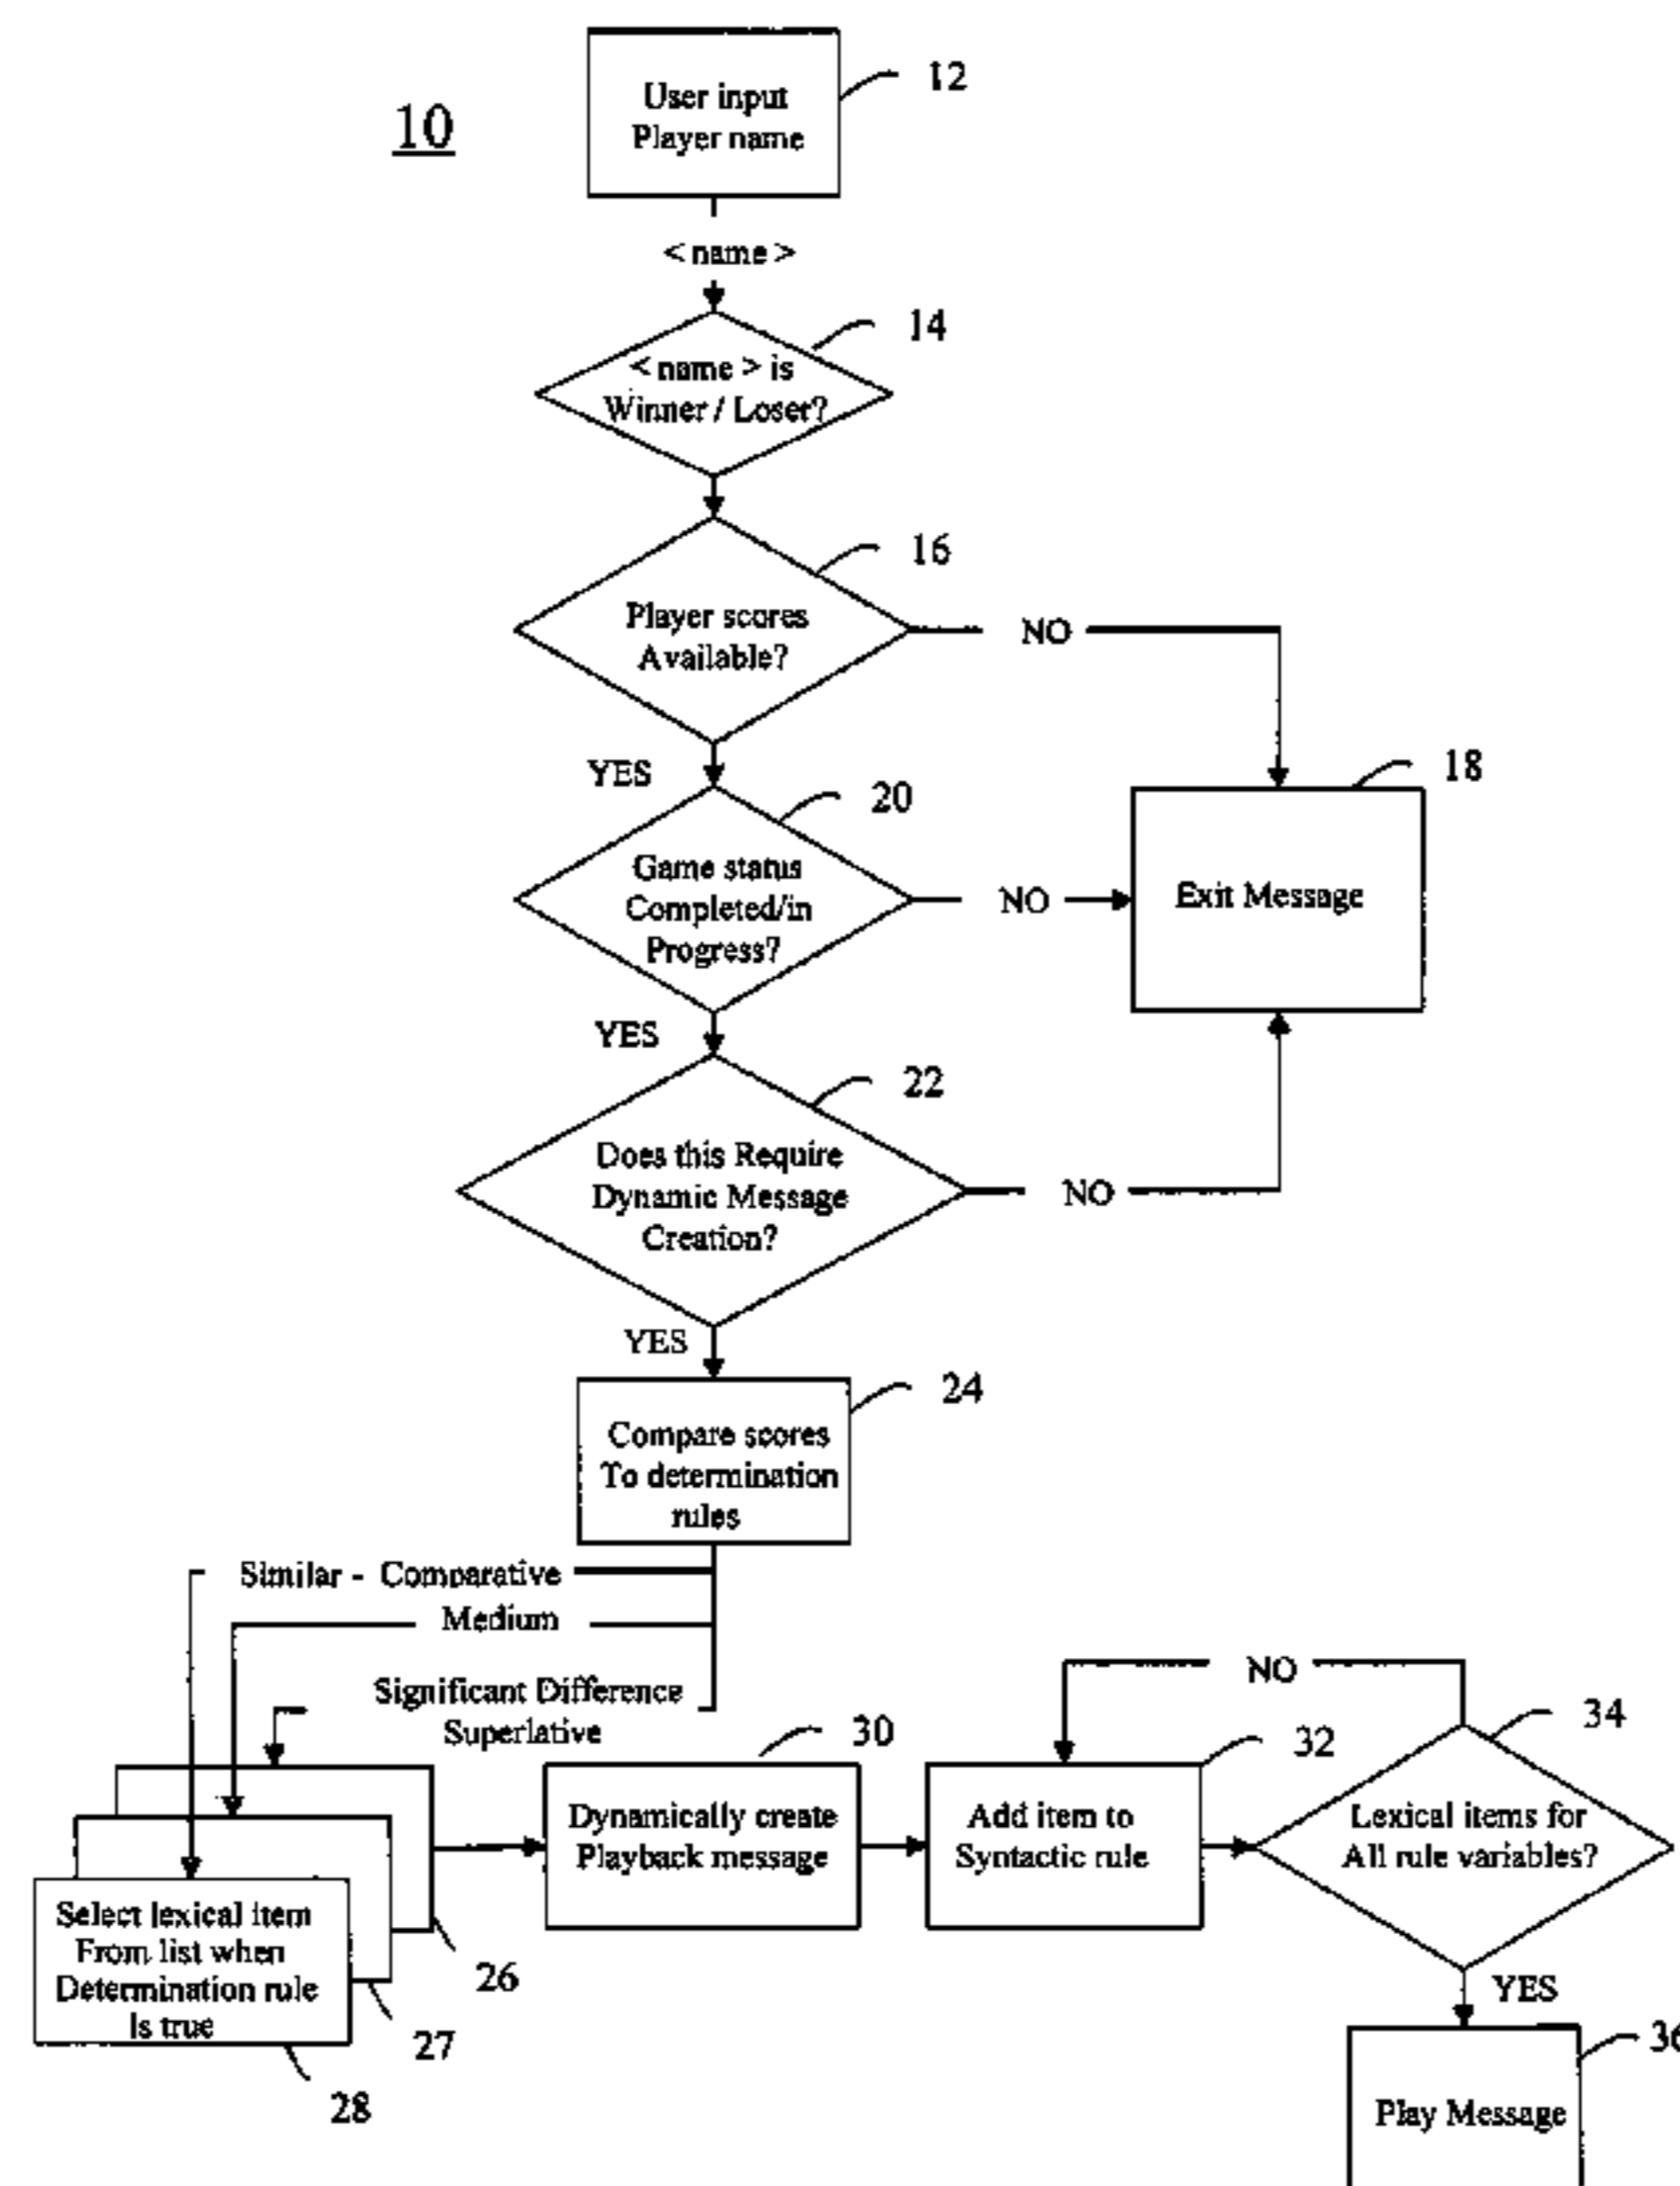 10
User input
Player name
12
< name >
14
< name > is
Winner / Loser?
16
Player scores
Available?
NO
YES
18
20
Game status
Completed/in
Progress?
NO
Exit Message
YES
22
Does this Require
Dynamic Message
Creation?
NO
YES
24
Compare scores
To determination
rules
Similar - Comparative
Medium
Significant Difference
Superlative
NO
30
32
34
Dynamically create
Playback message
Add item to
Syntactic rule
Lexical items for
All rule variables?
Select lexical item
From list when
Determination rule
Is true
26
27
28
YES
36
Play Message